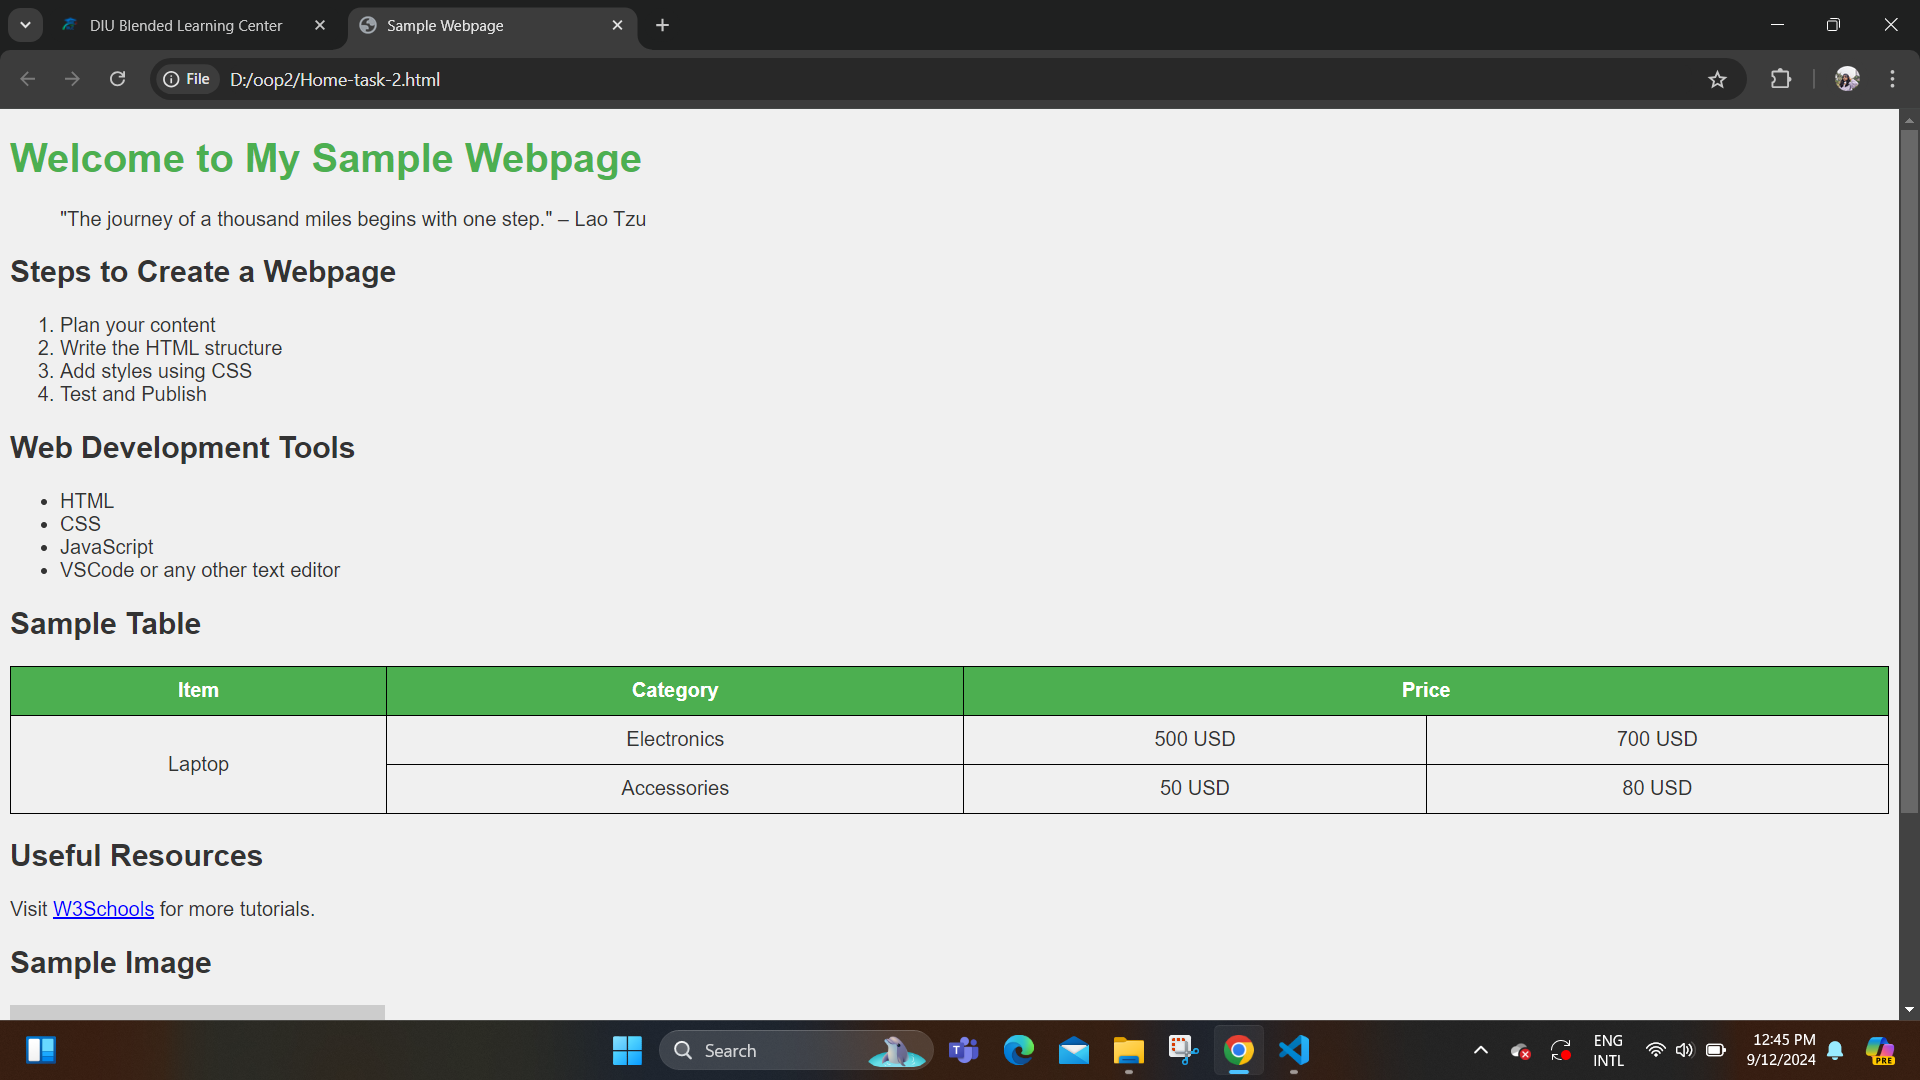 DIU Blended Learning Center
Sample Webpage
File
D:/oop2/Home-task-2.html
Welcome to My Sample Webpage
"The journey of a thousand miles begins with one step." – Lao Tzu
Steps to Create a Webpage
1. Plan your content
2. Write the HTML structure
3. Add styles using CSS
4. Test and Publish
Web Development Tools
• HTML
• CSS
• JavaScript
• VSCode or any other text editor
Sample Table
Item Category Price
Laptop Electronics 500 USD 700 USD
Accessories 50 USD 80 USD
Useful Resources
Visit W3Schools for more tutorials.
Sample Image
Search
ENG
INTL
12:45 PM
9/12/2024
PRE